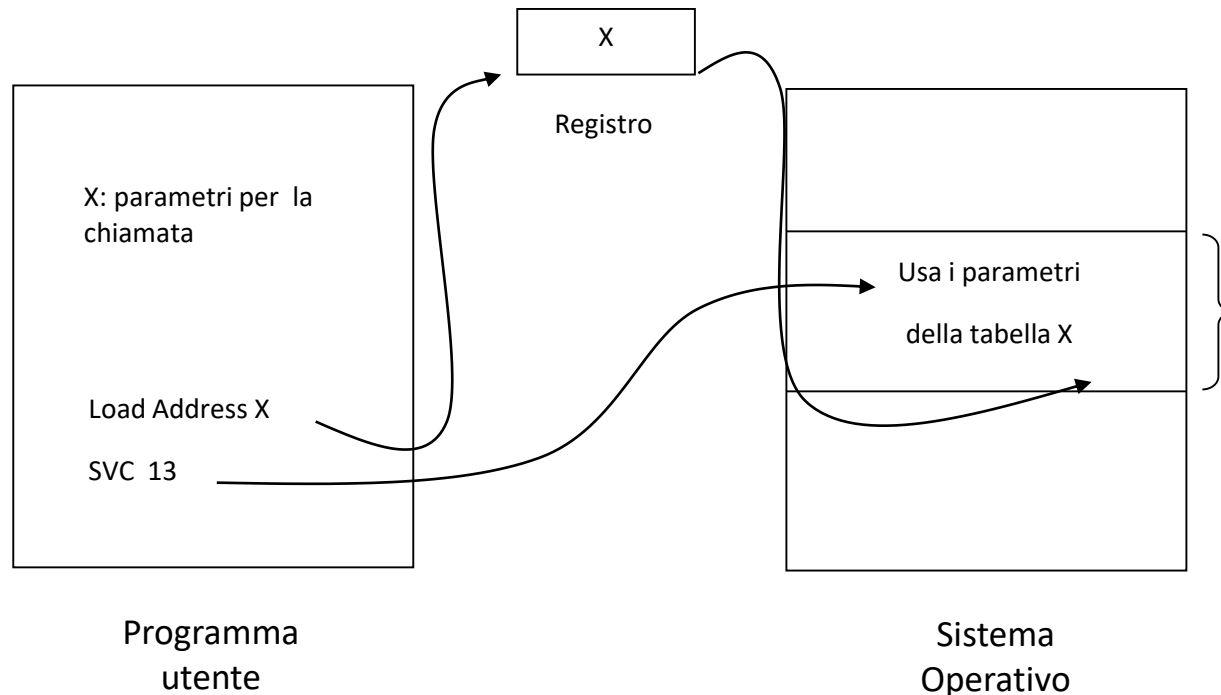 X
Registro
X: parametri per la
chiamata
Load Address X
SVC 13
Usa i parametri
della tabella X
Programma
utente
Sistema
Operativo